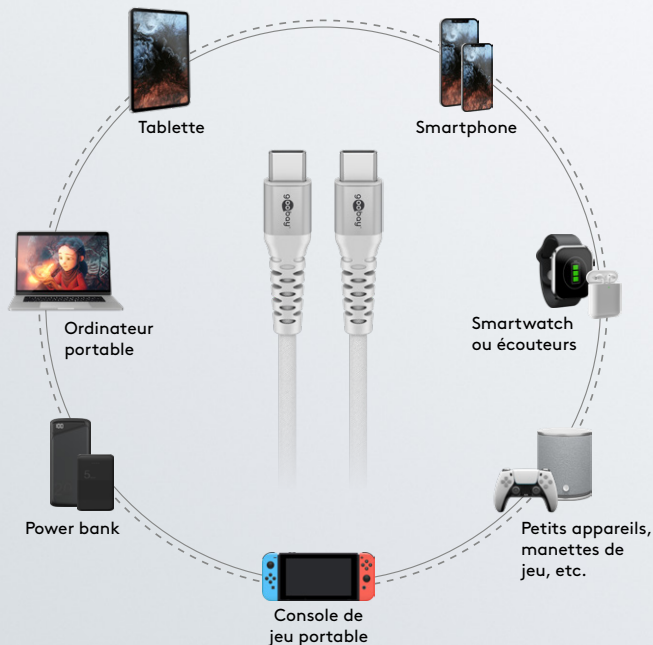 Tablette
Smartphone
goobay
goobay
Ordinateur
portable
Smartwatch
ou écouteurs
5
Power bank
Petits appareils,
manettes de
jeu, etc.
Console de
jeu portable